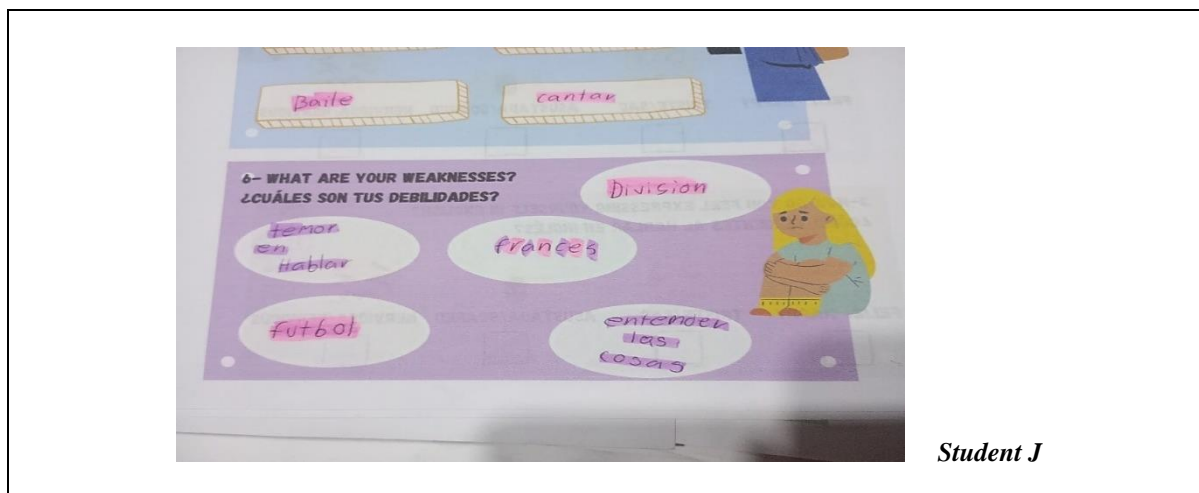 Baile
cantar
6- WHAT ARE YOUR WEAKNESSES?
¿CUÁLES SON TUS DEBILIDADES?
Division
temor
en
Hablar
frances
futbol
entender
las
cosas
Student J